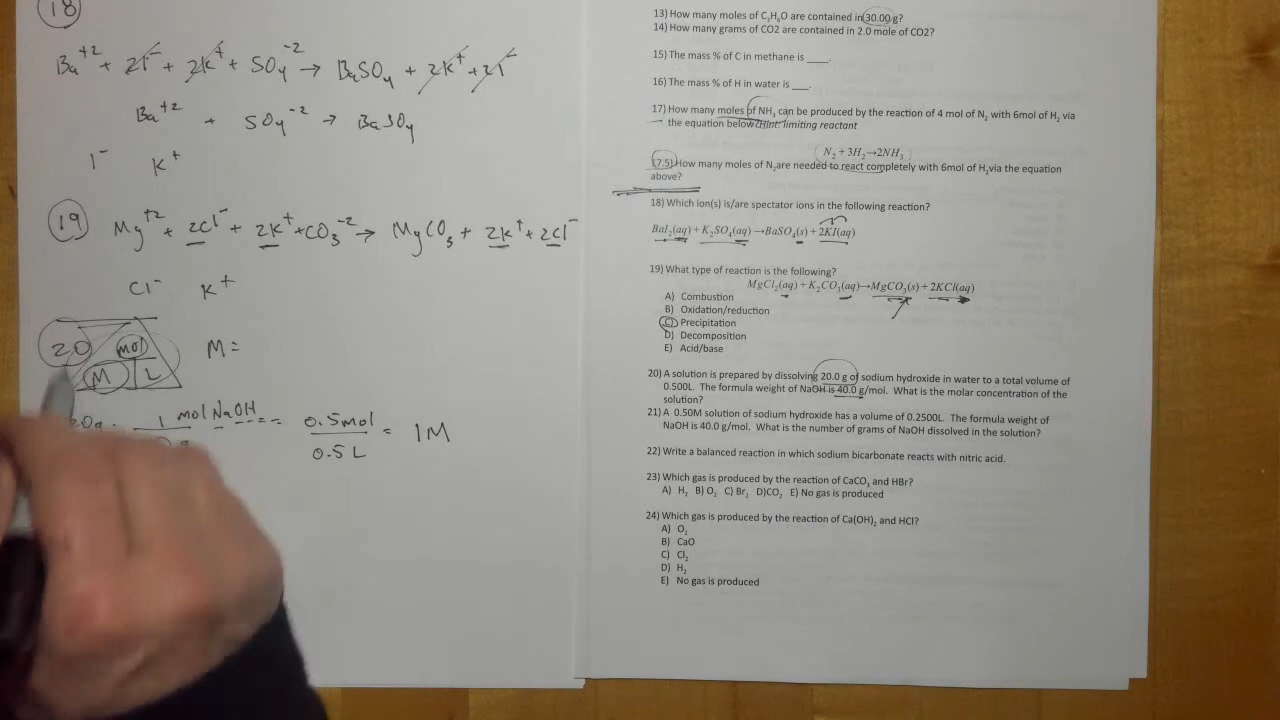 18
Ba⁺² + 2I⁻ + 2K⁺ + SO₄⁻² → BaSO₄ + 2K⁺ + 2I⁻
Ba⁺² + SO₄⁻² → BaSO₄
I⁻ K⁺
19
Mg⁺² + 2Cl⁻ + 2K⁺ + CO₃⁻² → MgCO₃ + 2K⁺ + 2Cl⁻
Cl⁻ K⁺
20 mol M =
M L
1 mol NaOH = 0.5mol = 1M
0.5L
13) How many moles of C₃H₆O are contained in 30.00 g?
14) How many grams of CO2 are contained in 2.0 mole of CO2?
15) The mass % of C in methane is ____.
16) The mass % of H in water is ___.
17) How many moles of NH₃ can be produced by the reaction of 4 mol of N₂ with 6mol of H₂ via
the equation below? Hint: limiting reactant
N₂ + 3H₂→2NH₃
17.5) How many moles of N₂are needed to react completely with 6mol of H₂via the equation
above?
18) Which ion(s) is/are spectator ions in the following reaction?
BaI₂(aq) + K₂SO₄(aq) →BaSO₄(s) + 2KI(aq)
19) What type of reaction is the following?
MgCl₂(aq) + K₂CO₃(aq)→MgCO₃(s) + 2KCl(aq)
A) Combustion
B) Oxidation/reduction
C) Precipitation
D) Decomposition
E) Acid/base
20) A solution is prepared by dissolving 20.0 g of sodium hydroxide in water to a total volume of
0.500L. The formula weight of NaOH is 40.0 g/mol. What is the molar concentration of the
solution?
21) A 0.50M solution of sodium hydroxide has a volume of 0.2500L. The formula weight of
NaOH is 40.0 g/mol. What is the number of grams of NaOH dissolved in the solution?
22) Write a balanced reaction in which sodium bicarbonate reacts with nitric acid.
23) Which gas is produced by the reaction of CaCO₃ and HBr?
A) H₂ B) O₂ C) Br₂ D)CO₂ E) No gas is produced
24) Which gas is produced by the reaction of Ca(OH)₂ and HCl?
A) O₂
B) CaO
C) Cl₂
D) H₂
E) No gas is produced